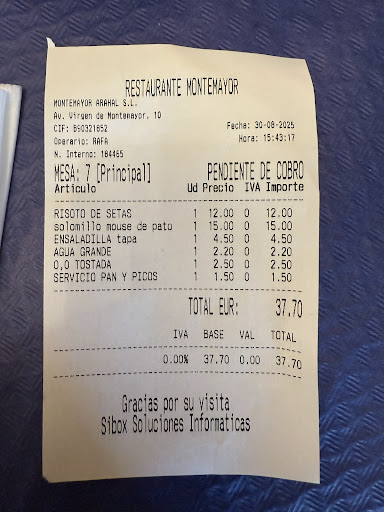 RESTAURANTE MONTEMAYOR
MONTEMAYOR ARAHAL S.L.
Av. Virgen de Montemayor, 10
CIF: B90321852 Fecha: 30-08-2025
Operario: RAFA Hora: 15:43:17
N. Interno: 184465
MESA: 7 [Principal] PENDIENTE DE COBRO
Artículo Ud Precio IVA Importe
RISOTO DE SETAS 1 12.00 0 12.00
solomillo mouse de pato 1 15.00 0 15.00
ENSALADILLA tapa 1 4.50 0 4.50
AGUA GRANDE 1 2.20 0 2.20
0,0 TOSTADA 1 2.50 0 2.50
SERVICIO PAN Y PICOS 1 1.50 0 1.50
TOTAL EUR: 37.70
IVA BASE VAL TOTAL
0.00% 37.70 0.00 37.70
Gracias por su visita
Sibox Soluciones Informaticas